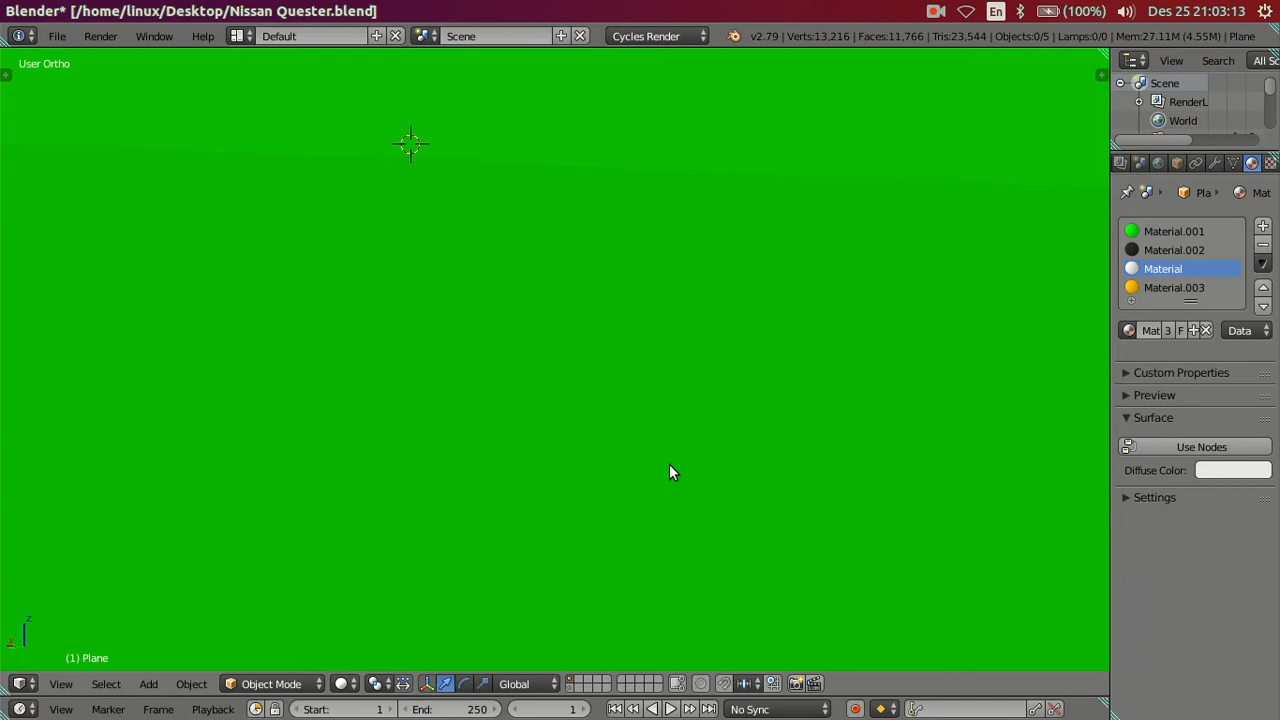 Blender* [/home/linux/Desktop/Nissan Quester.blend]
En (100%) Des 25 21:03:13
File Render Window Help Default Scene Cycles Render v2.79 | Verts:13,216 | Faces:11,766 | Tris:23,544 | Objects:0/5 | Lamps:0/0 | Mem:27.11M (4.55M) | Plane
User Ortho
View Search All Sc
Scene
RenderL
World
Pla Mat
Material.001
Material.002
Material
Material.003
Mat 3 F Data
Custom Properties
Preview
Surface
Use Nodes
Diffuse Color:
Settings
z
x
(1) Plane
View Select Add Object Object Mode Global
View Marker Frame Playback Start: 1 End: 250 1 No Sync